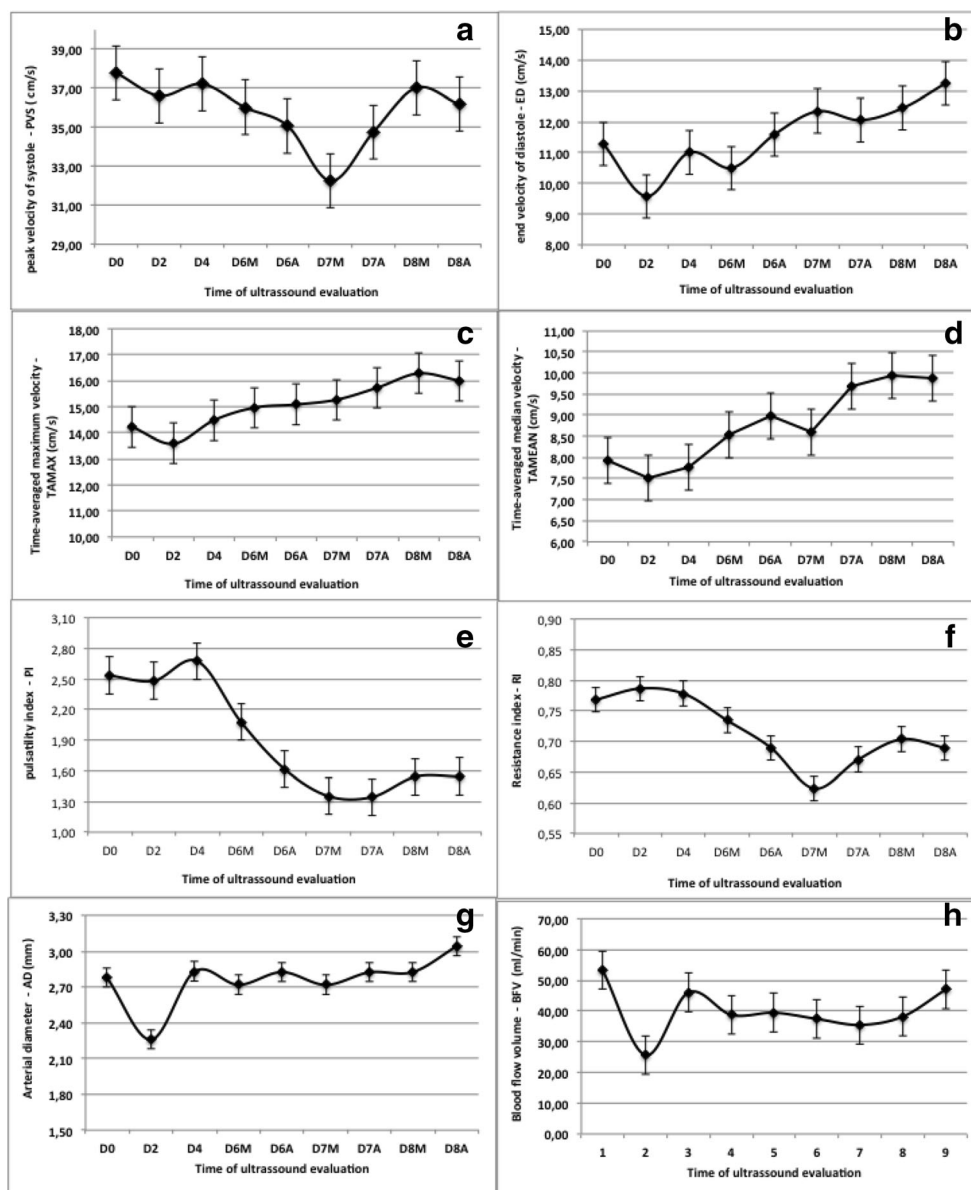 a
peak velocity of systole - PVS ( cm/s)
39,00
37,00
35,00
33,00
31,00
29,00
D0 D2 D4 D6M D6A D7M D7A D8M D8A
Time of ultrassound evaluation
b
end velocity of diastole - ED (cm/s)
15,00
14,00
13,00
12,00
11,00
10,00
9,00
8,00
D0 D2 D4 D6M D6A D7M D7A D8M D8A
Time of ultrassound evaluation
c
Time-averaged maximum velocity -
TAMAX (cm/s)
18,00
17,00
16,00
15,00
14,00
13,00
12,00
11,00
10,00
D0 D2 D4 D6M D6A D7M D7A D8M D8A
Time of ultrassound evaluation
d
Time-averaged median velocity -
TAMEAN (cm/s)
11,00
10,50
10,00
9,50
9,00
8,50
8,00
7,50
7,00
6,50
6,00
D0 D2 D4 D6M D6A D7M D7A D8M D8A
Time of ultrassound evaluation
e
pulsatility index - PI
3,10
2,80
2,50
2,20
1,90
1,60
1,30
1,00
D0 D2 D4 D6M D6A D7M D7A D8M D8A
Time of ultrassound evaluation
f
Resistance index - RI
0,90
0,85
0,80
0,75
0,70
0,65
0,60
0,55
D0 D2 D4 D6M D6A D7M D7A D8M D8A
Time of ultrassound evaluation
g
Arterial diameter - AD (mm)
3,30
3,00
2,70
2,40
2,10
1,80
1,50
D0 D2 D4 D6M D6A D7M D7A D8M D8A
Time of ultrassound evaluation
h
Blood flow volume - BFV (ml/min)
70,00
60,00
50,00
40,00
30,00
20,00
10,00
0,00
1 2 3 4 5 6 7 8 9
Time of ultrassound evaluation